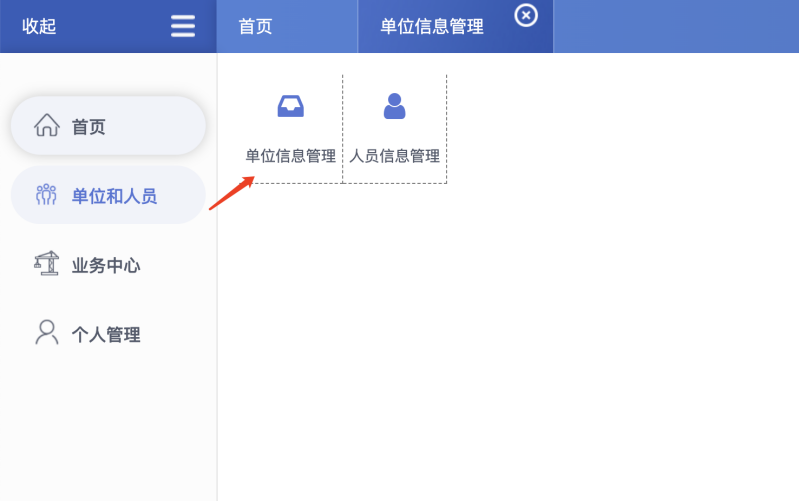 收起
首页
单位信息管理
首页
单位和人员
业务中心
个人管理
单位信息管理
人员信息管理